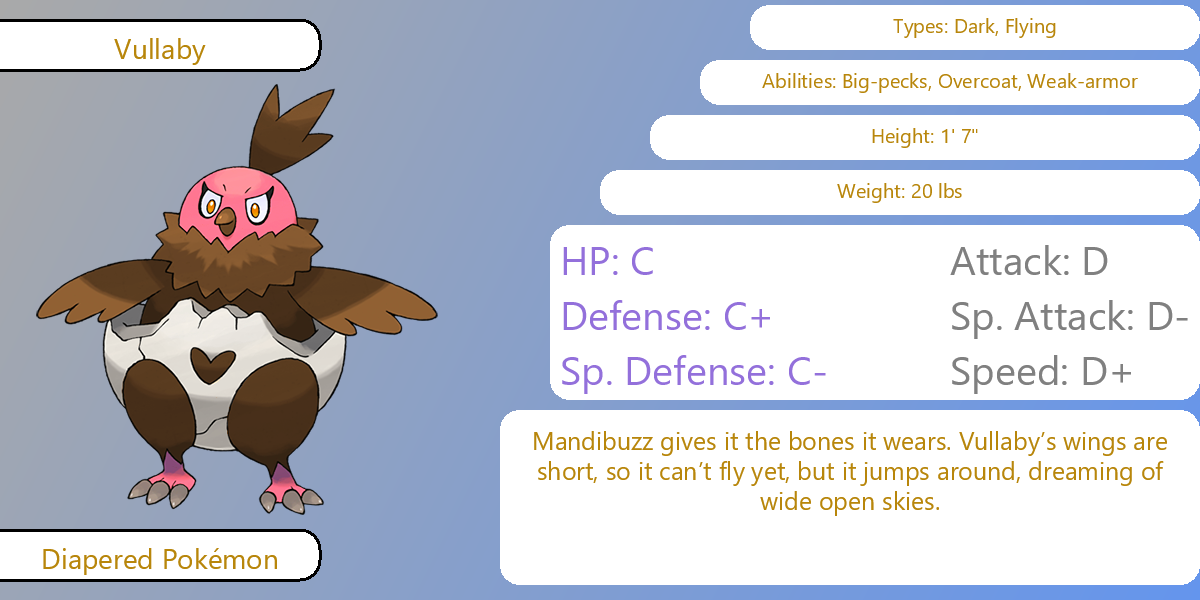 Vullaby
Types: Dark, Flying
Abilities: Big-pecks, Overcoat, Weak-armor
Height: 1' 7"
Weight: 20 lbs
HP: C
Attack: D
Defense: C+
Sp. Attack: D-
Sp. Defense: C-
Speed: D+
Mandibuzz gives it the bones it wears. Vullaby’s wings are
short, so it can’t fly yet, but it jumps around, dreaming of
wide open skies.
Diapered Pokémon